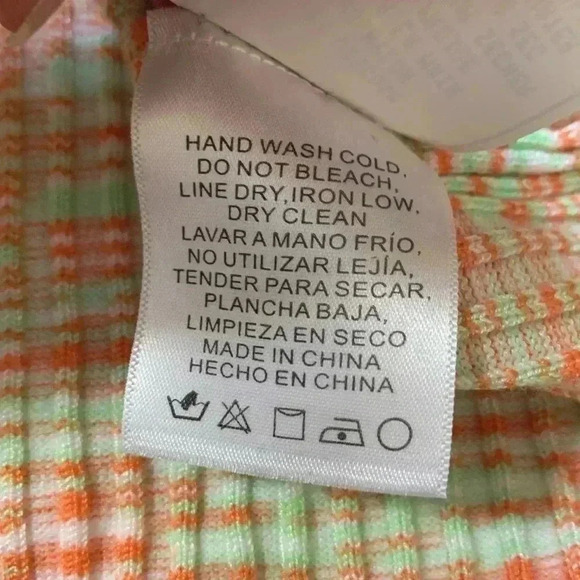 HAND WASH COLD,
DO NOT BLEACH,
LINE DRY,IRON LOW,
DRY CLEAN
LAVAR A MANO FRÍO,
NO UTILIZAR LEJÍA,
TENDER PARA SECAR,
PLANCHA BAJA,
LIMPIEZA EN SECO
MADE IN CHINA
HECHO EN CHINA